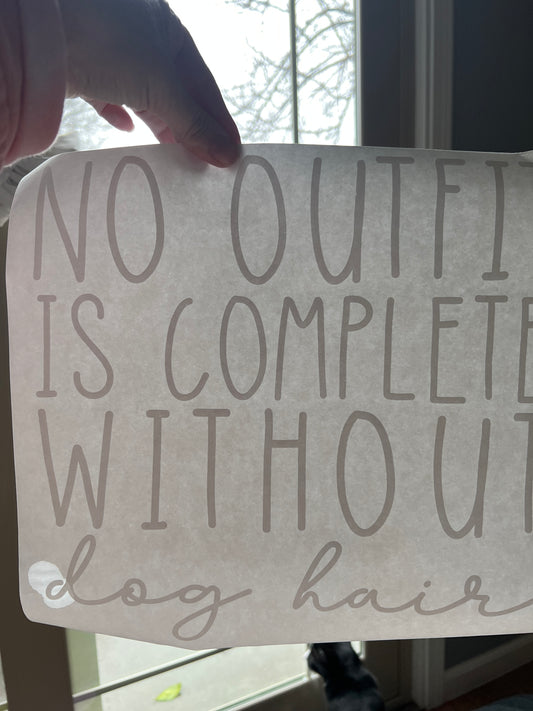 NO OUTFIT
IS COMPLETE
WITHOUT
dog hair